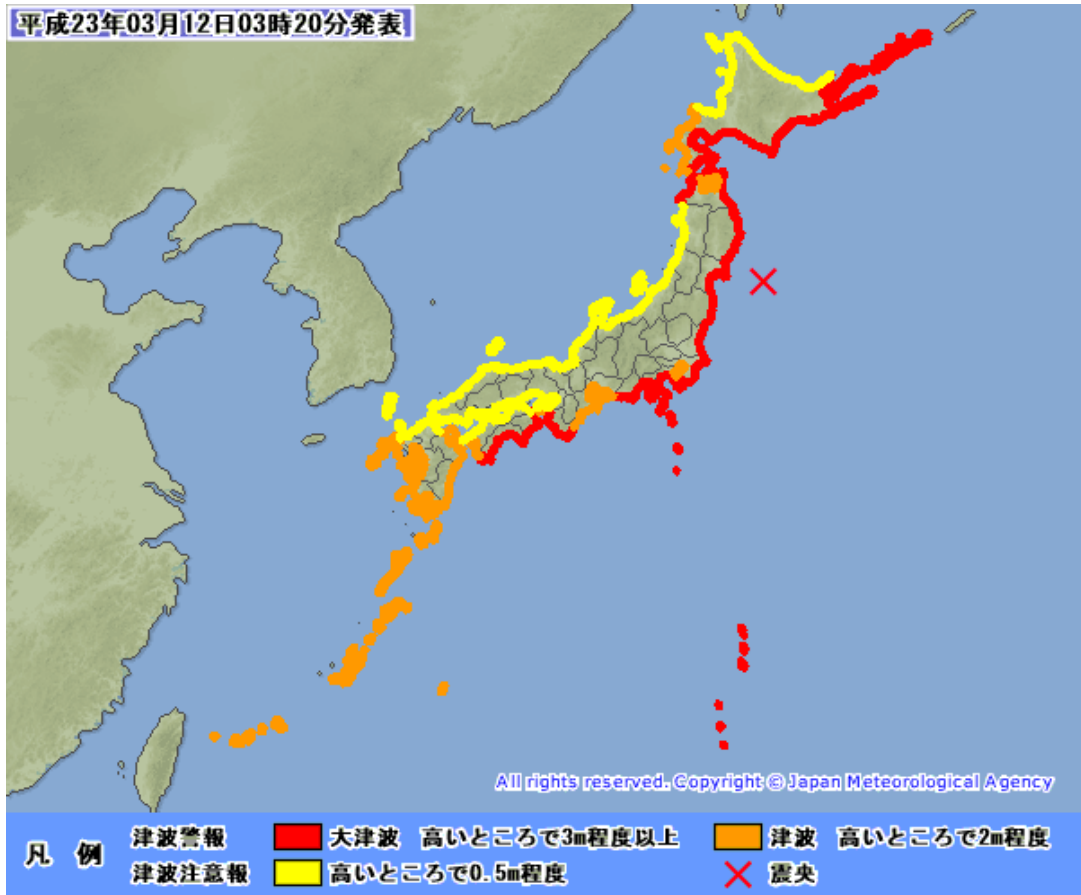 平成23年03月12日03時20分発表
All rights reserved. Copyright © Japan Meteorological Agency
凡 例
津波警報 大津波 高いところで3m程度以上 津波 高いところで2m程度
津波注意報 高いところで0.5m程度 震央